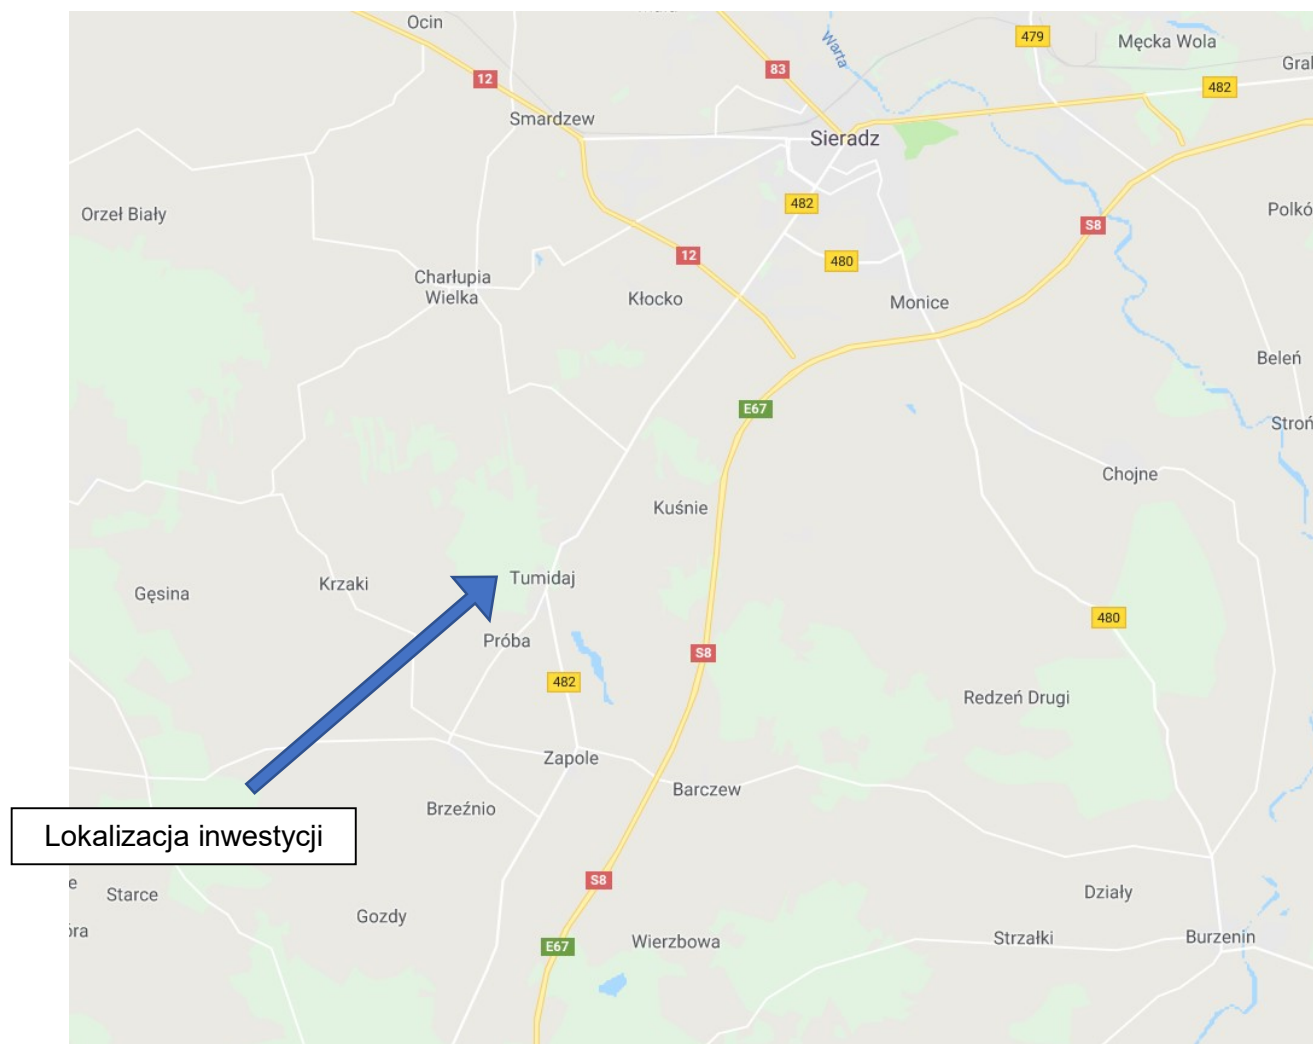 Ocin
479
Męcka Wola
Warta
83
12
482
Smardzew
Sieradz
482
Orzeł Biały
Polkó
S8
12
480
Charłupia
Wielka
Kłocko
Monice
Beleń
E67
Stroń
Chojne
Kuśnie
Tumidaj
Krzaki
Gęsina
480
Próba
S8
482
Redzeń Drugi
Zapole
Barczew
Brzeźnio
Lokalizacja inwestycji
S8
e
Starce
Działy
Gozdy
óra
Wierzbowa
Strzałki
Burzenin
E67